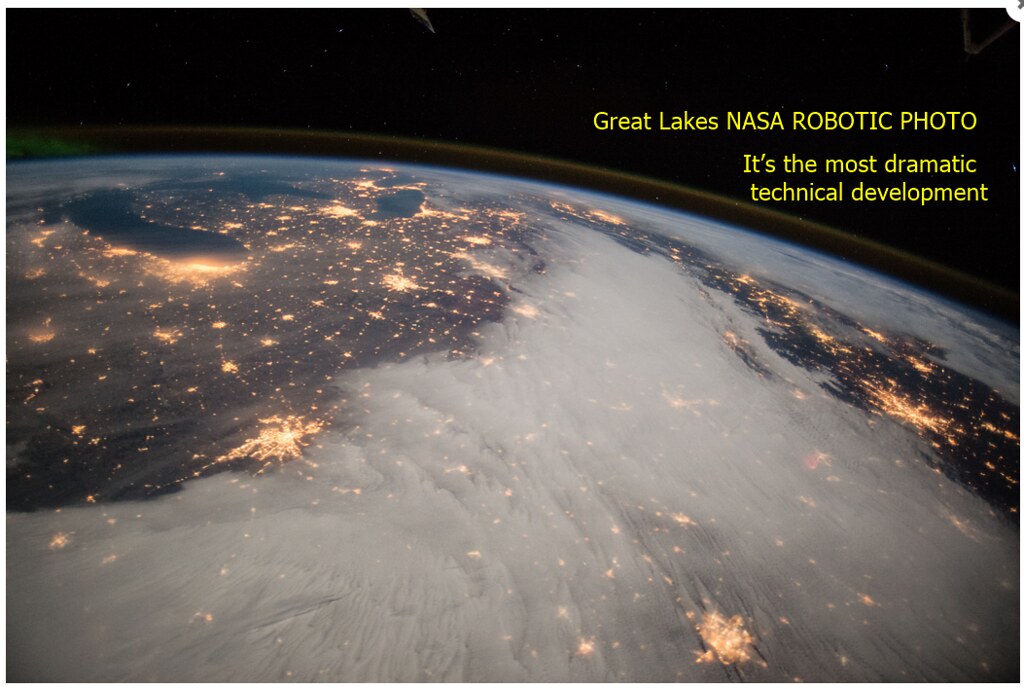 Great Lakes NASA ROBOTIC PHOTO
It’s the most dramatic
technical development